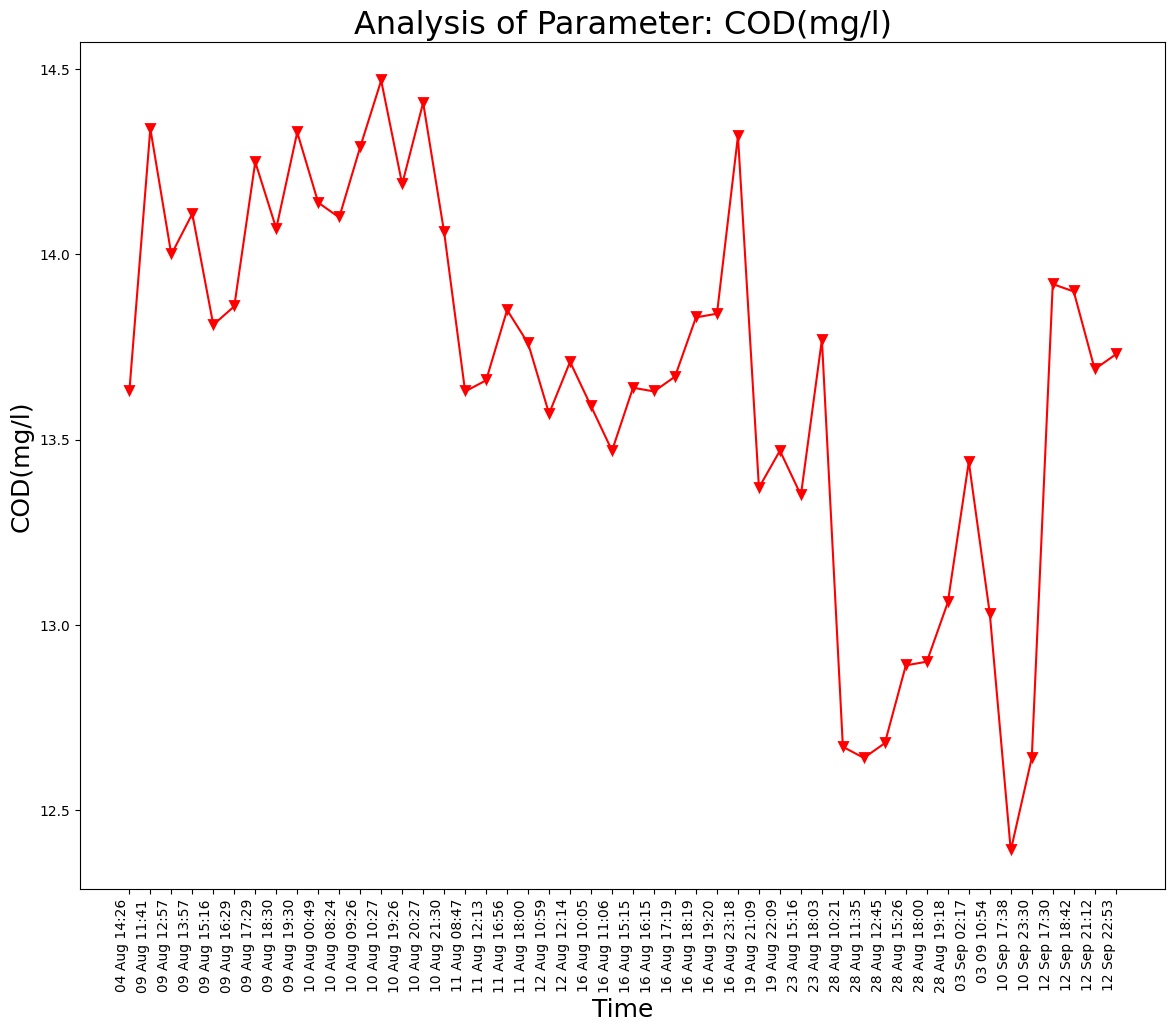 Analysis of Parameter: COD(mg/l)
COD(mg/l)
14.5
14.0
13.5
13.0
12.5
04 Aug 14:26
09 Aug 11:41
09 Aug 12:57
09 Aug 13:57
09 Aug 15:16
09 Aug 16:29
09 Aug 17:29
09 Aug 18:30
09 Aug 19:30
10 Aug 00:49
10 Aug 08:24
10 Aug 09:26
10 Aug 10:27
10 Aug 19:26
10 Aug 20:27
10 Aug 21:30
11 Aug 08:47
11 Aug 12:13
11 Aug 16:56
11 Aug 18:00
12 Aug 10:59
12 Aug 12:14
16 Aug 10:05
16 Aug 11:06
16 Aug 15:15
16 Aug 16:15
16 Aug 17:19
16 Aug 18:19
16 Aug 19:20
16 Aug 23:18
19 Aug 21:09
19 Aug 22:09
23 Aug 15:16
23 Aug 18:03
28 Aug 10:21
28 Aug 11:35
28 Aug 12:45
28 Aug 15:26
28 Aug 18:00
28 Aug 19:18
03 Sep 02:17
03 09 10:54
10 Sep 17:38
10 Sep 23:30
12 Sep 17:30
12 Sep 18:42
12 Sep 21:12
12 Sep 22:53
Time